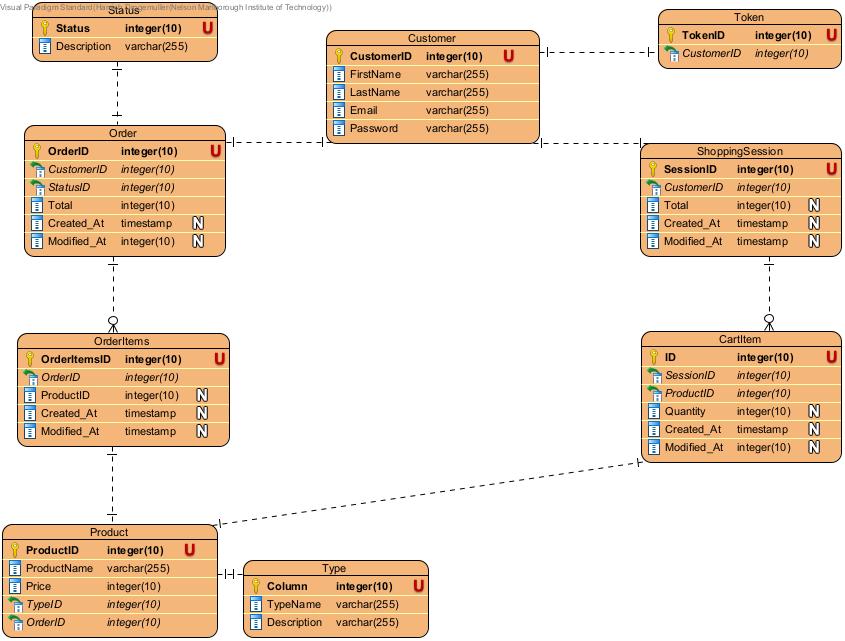 Visual Paradigm Standard(Hamish Bragemuller(Nelson Marlborough Institute of Technology))
Status
Status integer(10) U
Description varchar(255)
Customer
CustomerID integer(10) U
FirstName varchar(255)
LastName varchar(255)
Email varchar(255)
Password varchar(255)
Token
TokenID integer(10) U
CustomerID integer(10)
Order
OrderID integer(10) U
CustomerID integer(10)
StatusID integer(10)
Total integer(10)
Created_At timestamp N
Modified_At integer(10) N
ShoppingSession
SessionID integer(10) U
CustomerID integer(10)
Total integer(10) N
Created_At timestamp N
Modified_At timestamp N
OrderItems
OrderItemsID integer(10) U
OrderID integer(10)
ProductID integer(10) N
Created_At timestamp N
Modified_At timestamp N
CartItem
ID integer(10) U
SessionID integer(10)
ProductID integer(10)
Quantity integer(10) N
Created_At timestamp N
Modified_At integer(10) N
Product
ProductID integer(10) U
ProductName varchar(255)
Price integer(10)
TypeID integer(10)
OrderID integer(10)
Type
Column integer(10) U
TypeName varchar(255)
Description varchar(255)